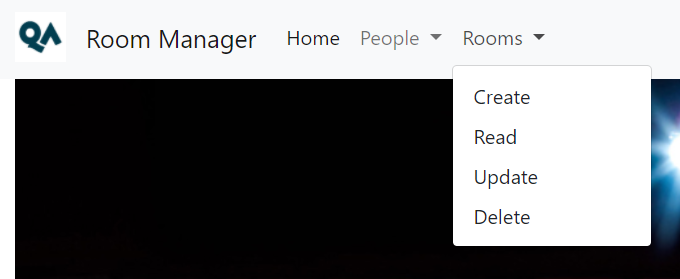 QA Room Manager Home People Rooms
Create
Read
Update
Delete